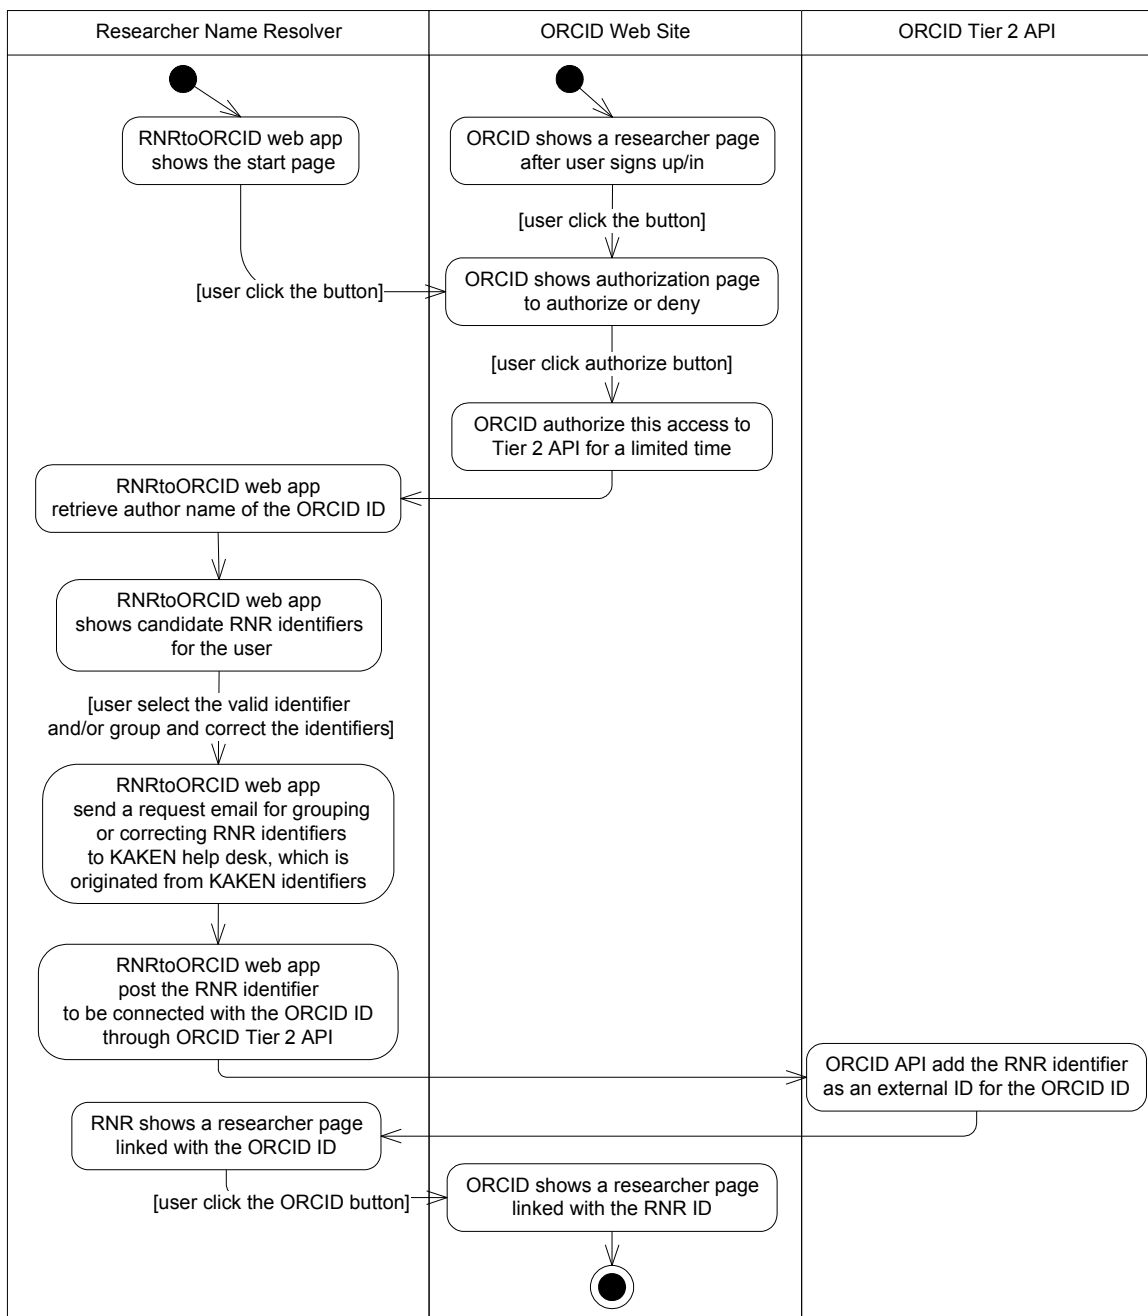 Researcher Name Resolver
ORCID Web Site
ORCID Tier 2 API
RNRtoORCID web app
shows the start page
ORCID shows a researcher page
after user signs up/in
[user click the button]
ORCID shows authorization page
to authorize or deny
[user click the button]
[user click authorize button]
ORCID authorize this access to
Tier 2 API for a limited time
RNRtoORCID web app
retrieve author name of the ORCID ID
RNRtoORCID web app
shows candidate RNR identifiers
for the user
[user select the valid identifier
and/or group and correct the identifiers]
RNRtoORCID web app
send a request email for grouping
or correcting RNR identifiers
to KAKEN help desk, which is
originated from KAKEN identifiers
RNRtoORCID web app
post the RNR identifier
to be connected with the ORCID ID
through ORCID Tier 2 API
ORCID API add the RNR identifier
as an external ID for the ORCID ID
RNR shows a researcher page
linked with the ORCID ID
[user click the ORCID button]
ORCID shows a researcher page
linked with the RNR ID